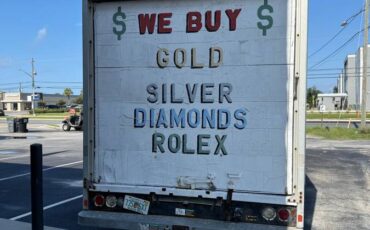 $ WE BUY $
GOLD
SILVER
DIAMONDS
ROLEX